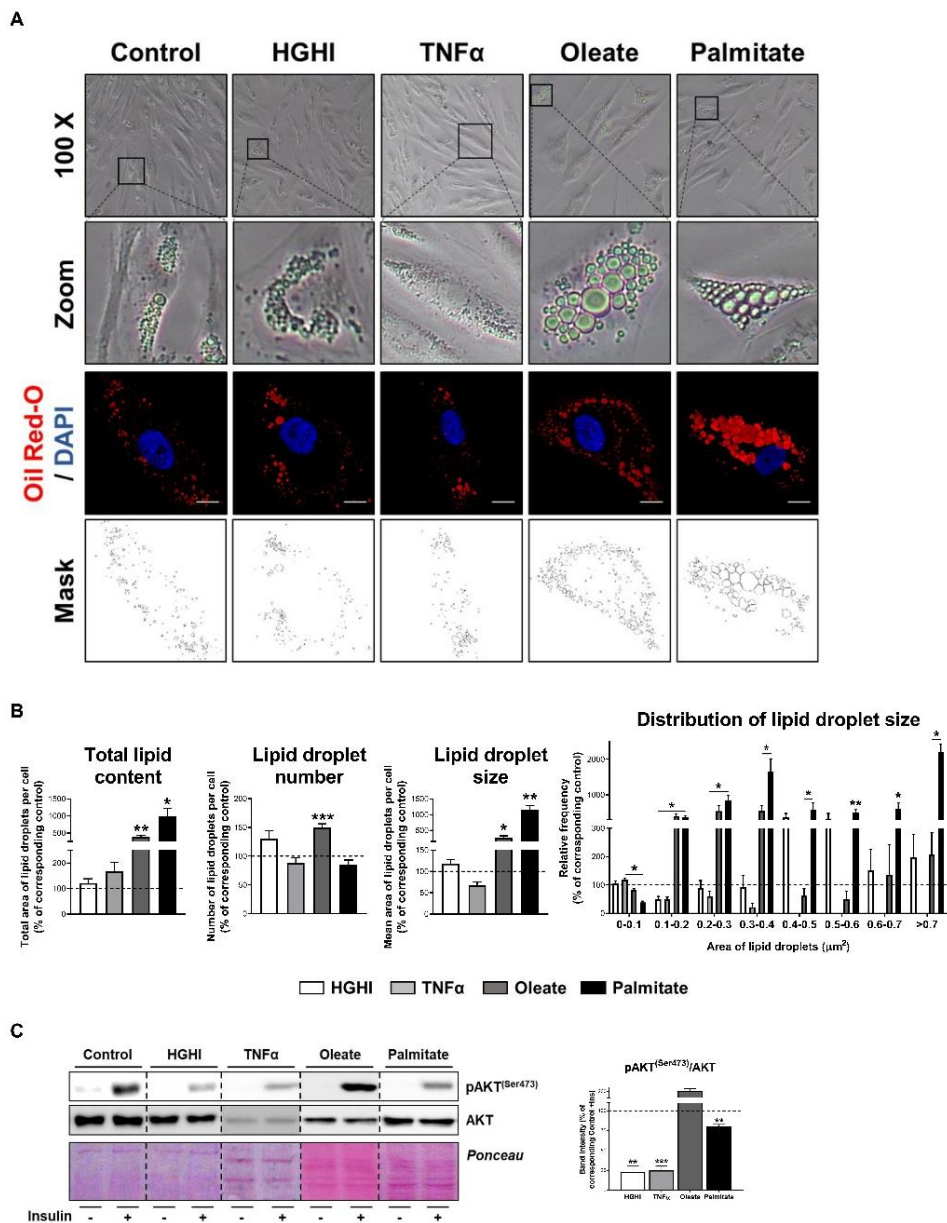 A
Control HGHI TNFα Oleate Palmitate
100 X
Zoom
Oil Red-O
/ DAPI
Mask
B
Total lipid
content
Total area of lipid droplets per cell
(% of corresponding control)
1500
1000
500
200
100
0
**
*
Lipid droplet
number
Number of lipid droplets per cell
(% of corresponding control)
200
150
100
50
0
***
Lipid droplet
size
Mean area of lipid droplets per cell
(% of corresponding control)
1500
1000
500
200
100
0
*
**
Distribution of lipid droplet size
Relative frequency
(% of corresponding control)
2000
1000
300
200
100
0
* * * * * ** * *
0-0.1 0.1-0.2 0.2-0.3 0.3-0.4 0.4-0.5 0.5-0.6 0.6-0.7 >0.7
Area of lipid droplets (μm²)
HGHI TNFα Oleate Palmitate
C
Control HGHI TNFα Oleate Palmitate
pAKT(Ser473)
AKT
Ponceau
Insulin - + - + - + - + - +
pAKT(Ser473)/AKT
Band Intensity (% of
corresponding Control +Ins)
100
** *** **
HGHI TNFα Oleate Palmitate